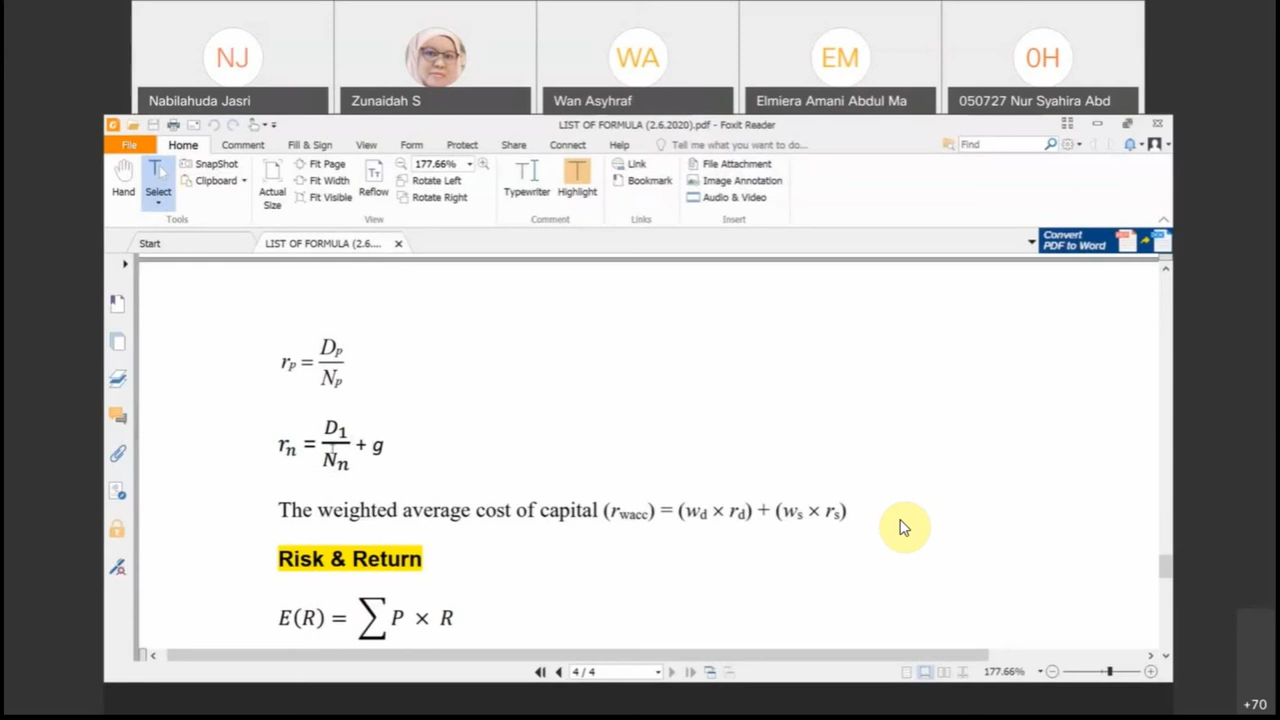 NJ
WA
EM
0H
Nabilahuda Jasri
Zunaidah S
Wan Asyhraf
Elmiera Amani Abdul Ma
050727 Nur Syahira Abd
LIST OF FORMULA (2.6.2020).pdf - Foxit Reader
File Home Comment Fill & Sign View Form Protect Share Connect Help Tell me what you want to do... Find
Hand
Select
SnapShot
Clipboard
Tools
Actual Size
Fit Page
Fit Width
Fit Visible
Reflow
177.66%
Rotate Left
Rotate Right
View
Typewriter
Highlight
Comment
Link
Bookmark
Links
File Attachment
Image Annotation
Audio & Video
Insert
Start
LIST OF FORMULA (2.6....
Convert
PDF to Word
r_p = D_p / N_p
r_n = D_1 / N_n + g
The weighted average cost of capital (r_wacc) = (w_d × r_d) + (w_s × r_s)
Risk & Return
E(R) = ∑ P × R
4 / 4
177.66%
+70